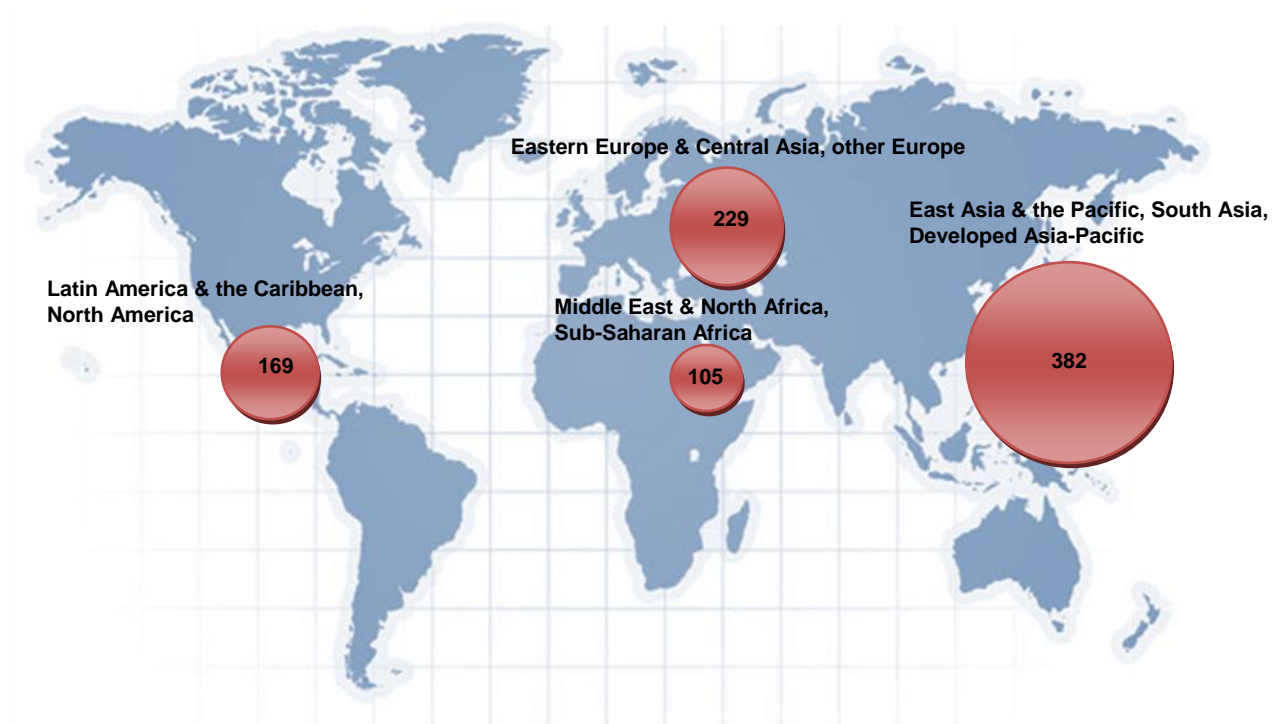 Eastern Europe & Central Asia, other Europe
229
East Asia & the Pacific, South Asia,
Developed Asia-Pacific
382
Latin America & the Caribbean,
North America
169
Middle East & North Africa,
Sub-Saharan Africa
105